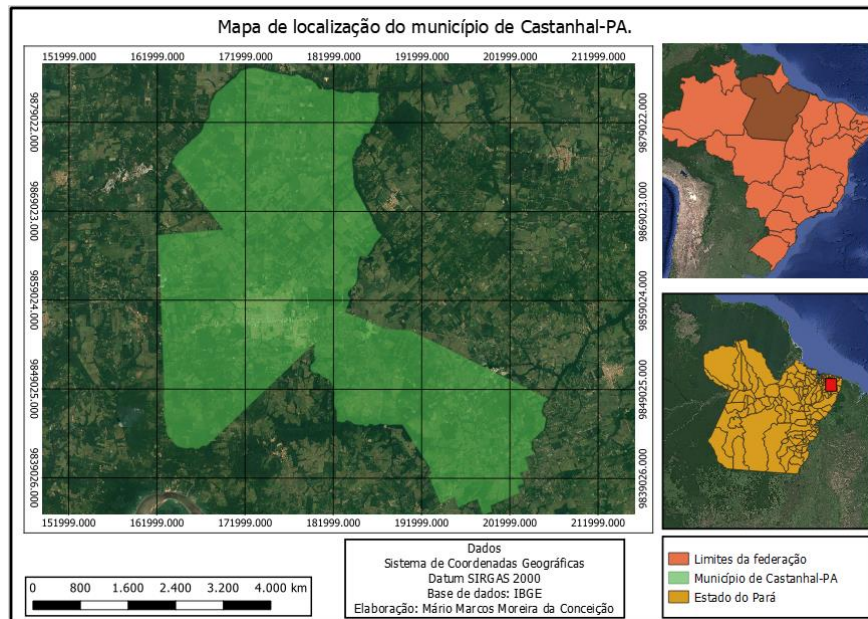 Mapa de localização do município de Castanhal-PA.
151999.000 161999.000 171999.000 181999.000 191999.000 201999.000 211999.000
9879022.000 9879022.000
9869023.000 9869023.000
9859024.000 9859024.000
9849025.000 9849025.000
9839026.000 9839026.000
151999.000 161999.000 171999.000 181999.000 191999.000 201999.000 211999.000
0 800 1.600 2.400 3.200 4.000 km
Dados
Sistema de Coordenadas Geográficas
Datum SIRGAS 2000
Base de dados: IBGE
Elaboração: Mário Marcos Moreira da Conceição
Limites da federação
Município de Castanhal-PA
Estado do Pará